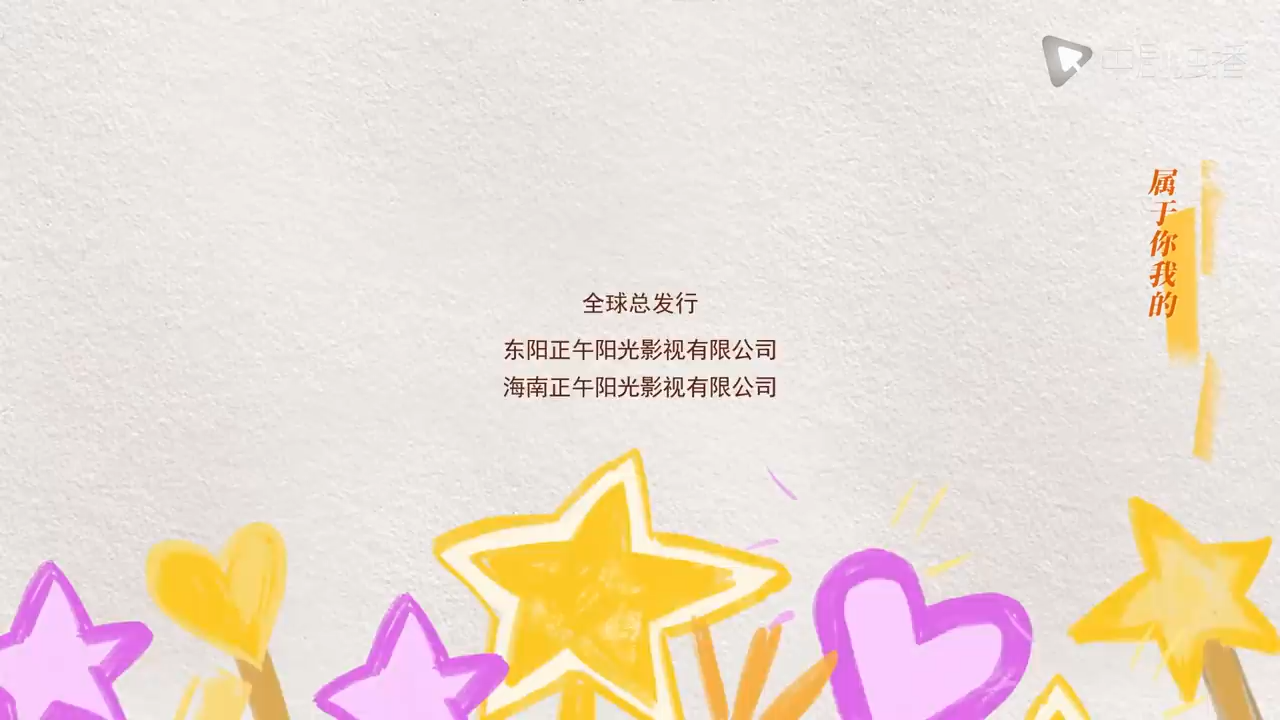 全球总发行
东阳正午阳光影视有限公司
海南正午阳光影视有限公司
属于你我的